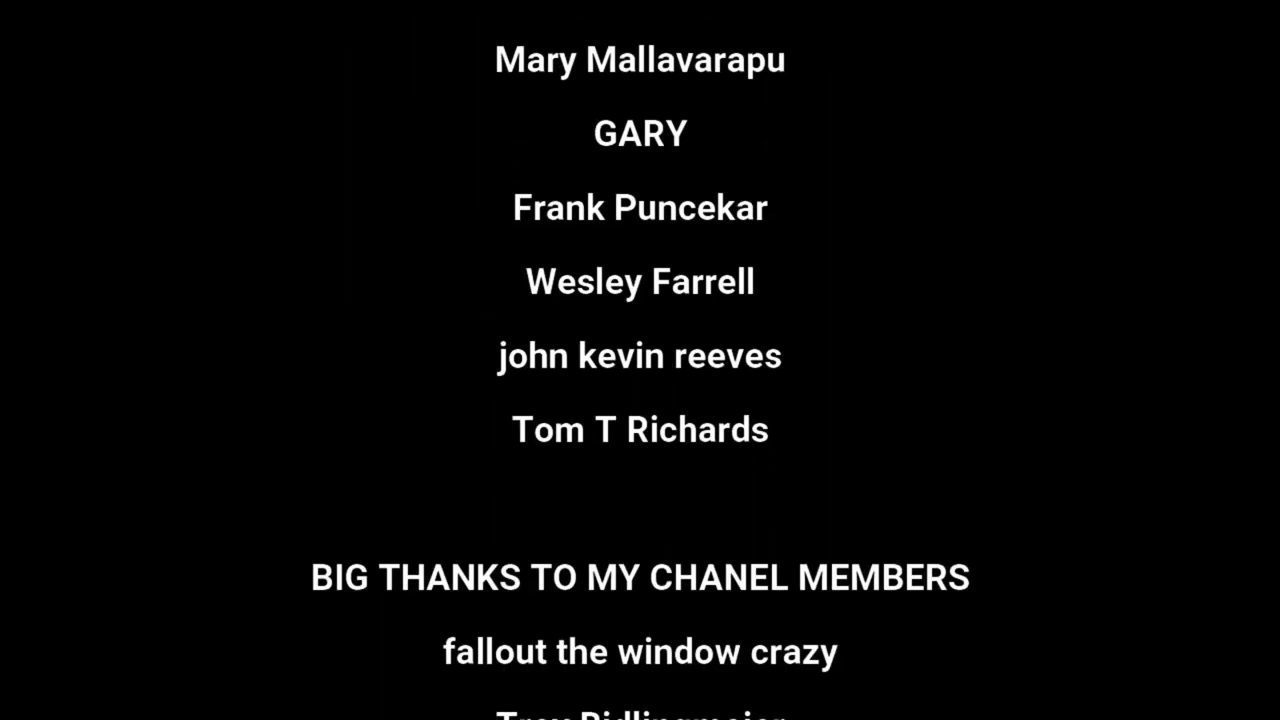 Mary Mallavarapu
GARY
Frank Puncekar
Wesley Farrell
john kevin reeves
Tom T Richards
BIG THANKS TO MY CHANEL MEMBERS
fallout the window crazy